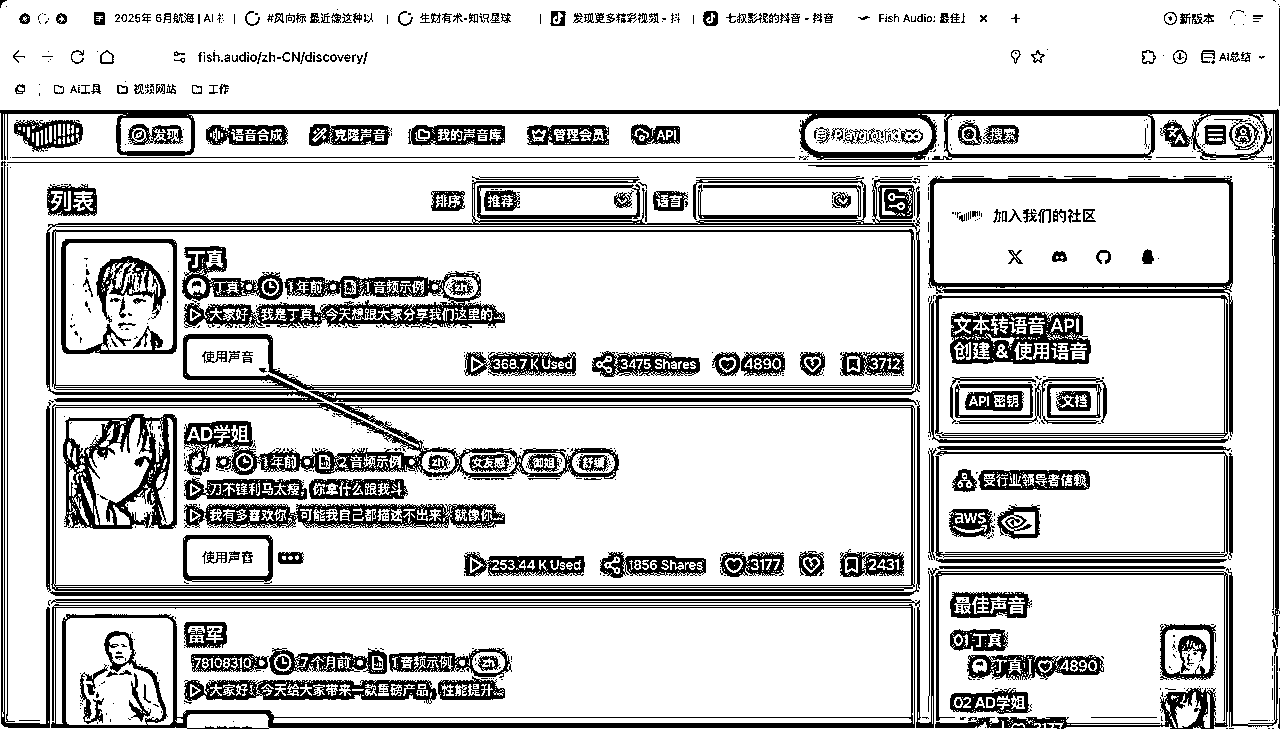 2025年 6月航海 | AI
#风向标 最近像这种以
生财有术-知识星球
发现更多精彩视频 - 抖
七叔影视的抖音 - 抖音
Fish Audio: 最佳
新版本
fish.audio/zh-CN/discovery/
AI总结
AI工具
视频网站
工作
发现
语音合成
克隆声音
我的声音库
管理会员
API
Playground
搜索
列表
排序
推荐
语言
丁真
丁真
1 年前
1 音频示例
zh
大家好，我是丁真，今天想跟大家分享我们这里的...
使用声音
368.7 K Used
3475 Shares
4890
3712
AD学姐
1 年前
2 音频示例
zh
女友感
御姐
舒缓
刀不锋利马太瘦，你拿什么跟我斗
我有多喜欢你，可能我自己都描述不出来，就像你...
使用声音
253.44 K Used
1856 Shares
3177
2431
雷军
78108310
7 个月前
1 音频示例
zh
大家好！今天给大家带来一款重磅产品，性能提升...
加入我们的社区
文本转语音 API
创建 & 使用语音
API 密钥
文档
受行业领导者信赖
aws
最佳声音
01 丁真
丁真 | 4890
02 AD学姐
3177